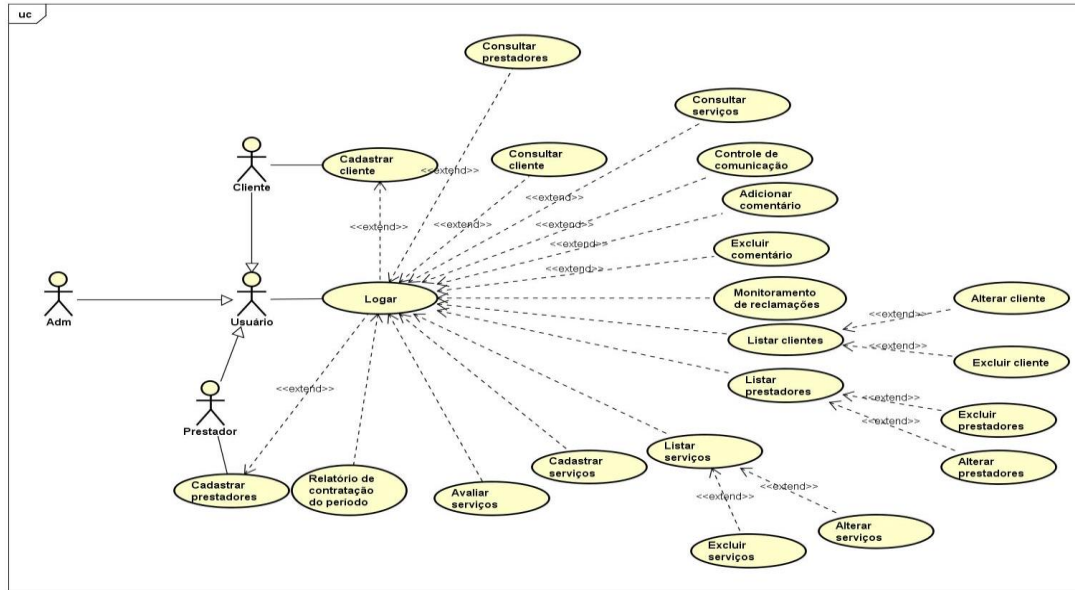 uc
Consultar
prestadores
Consultar
serviços
Cadastrar
cliente
Consultar
cliente
Controle de
comunicação
<<extend>>
Cliente
Adicionar
comentário
<<extend>>
<<extend>>
<<extend>>
<<extend>>
<<extend>>
Excluir
comentário
<<extend>>
Adm
Usuário
Logar
Monitoramento
de reclamações
Alterar cliente
<<extend>>
Listar clientes
<<extend>>
Excluir cliente
Listar
prestadores
<<extend>>
<<extend>>
Excluir
prestadores
<<extend>>
Prestador
Listar
serviços
Alterar
prestadores
Cadastrar
serviços
Cadastrar
prestadores
Relatório de
contratação
do período
Avaliar
serviços
<<extend>>
<<extend>>
Alterar
serviços
Excluir
serviços